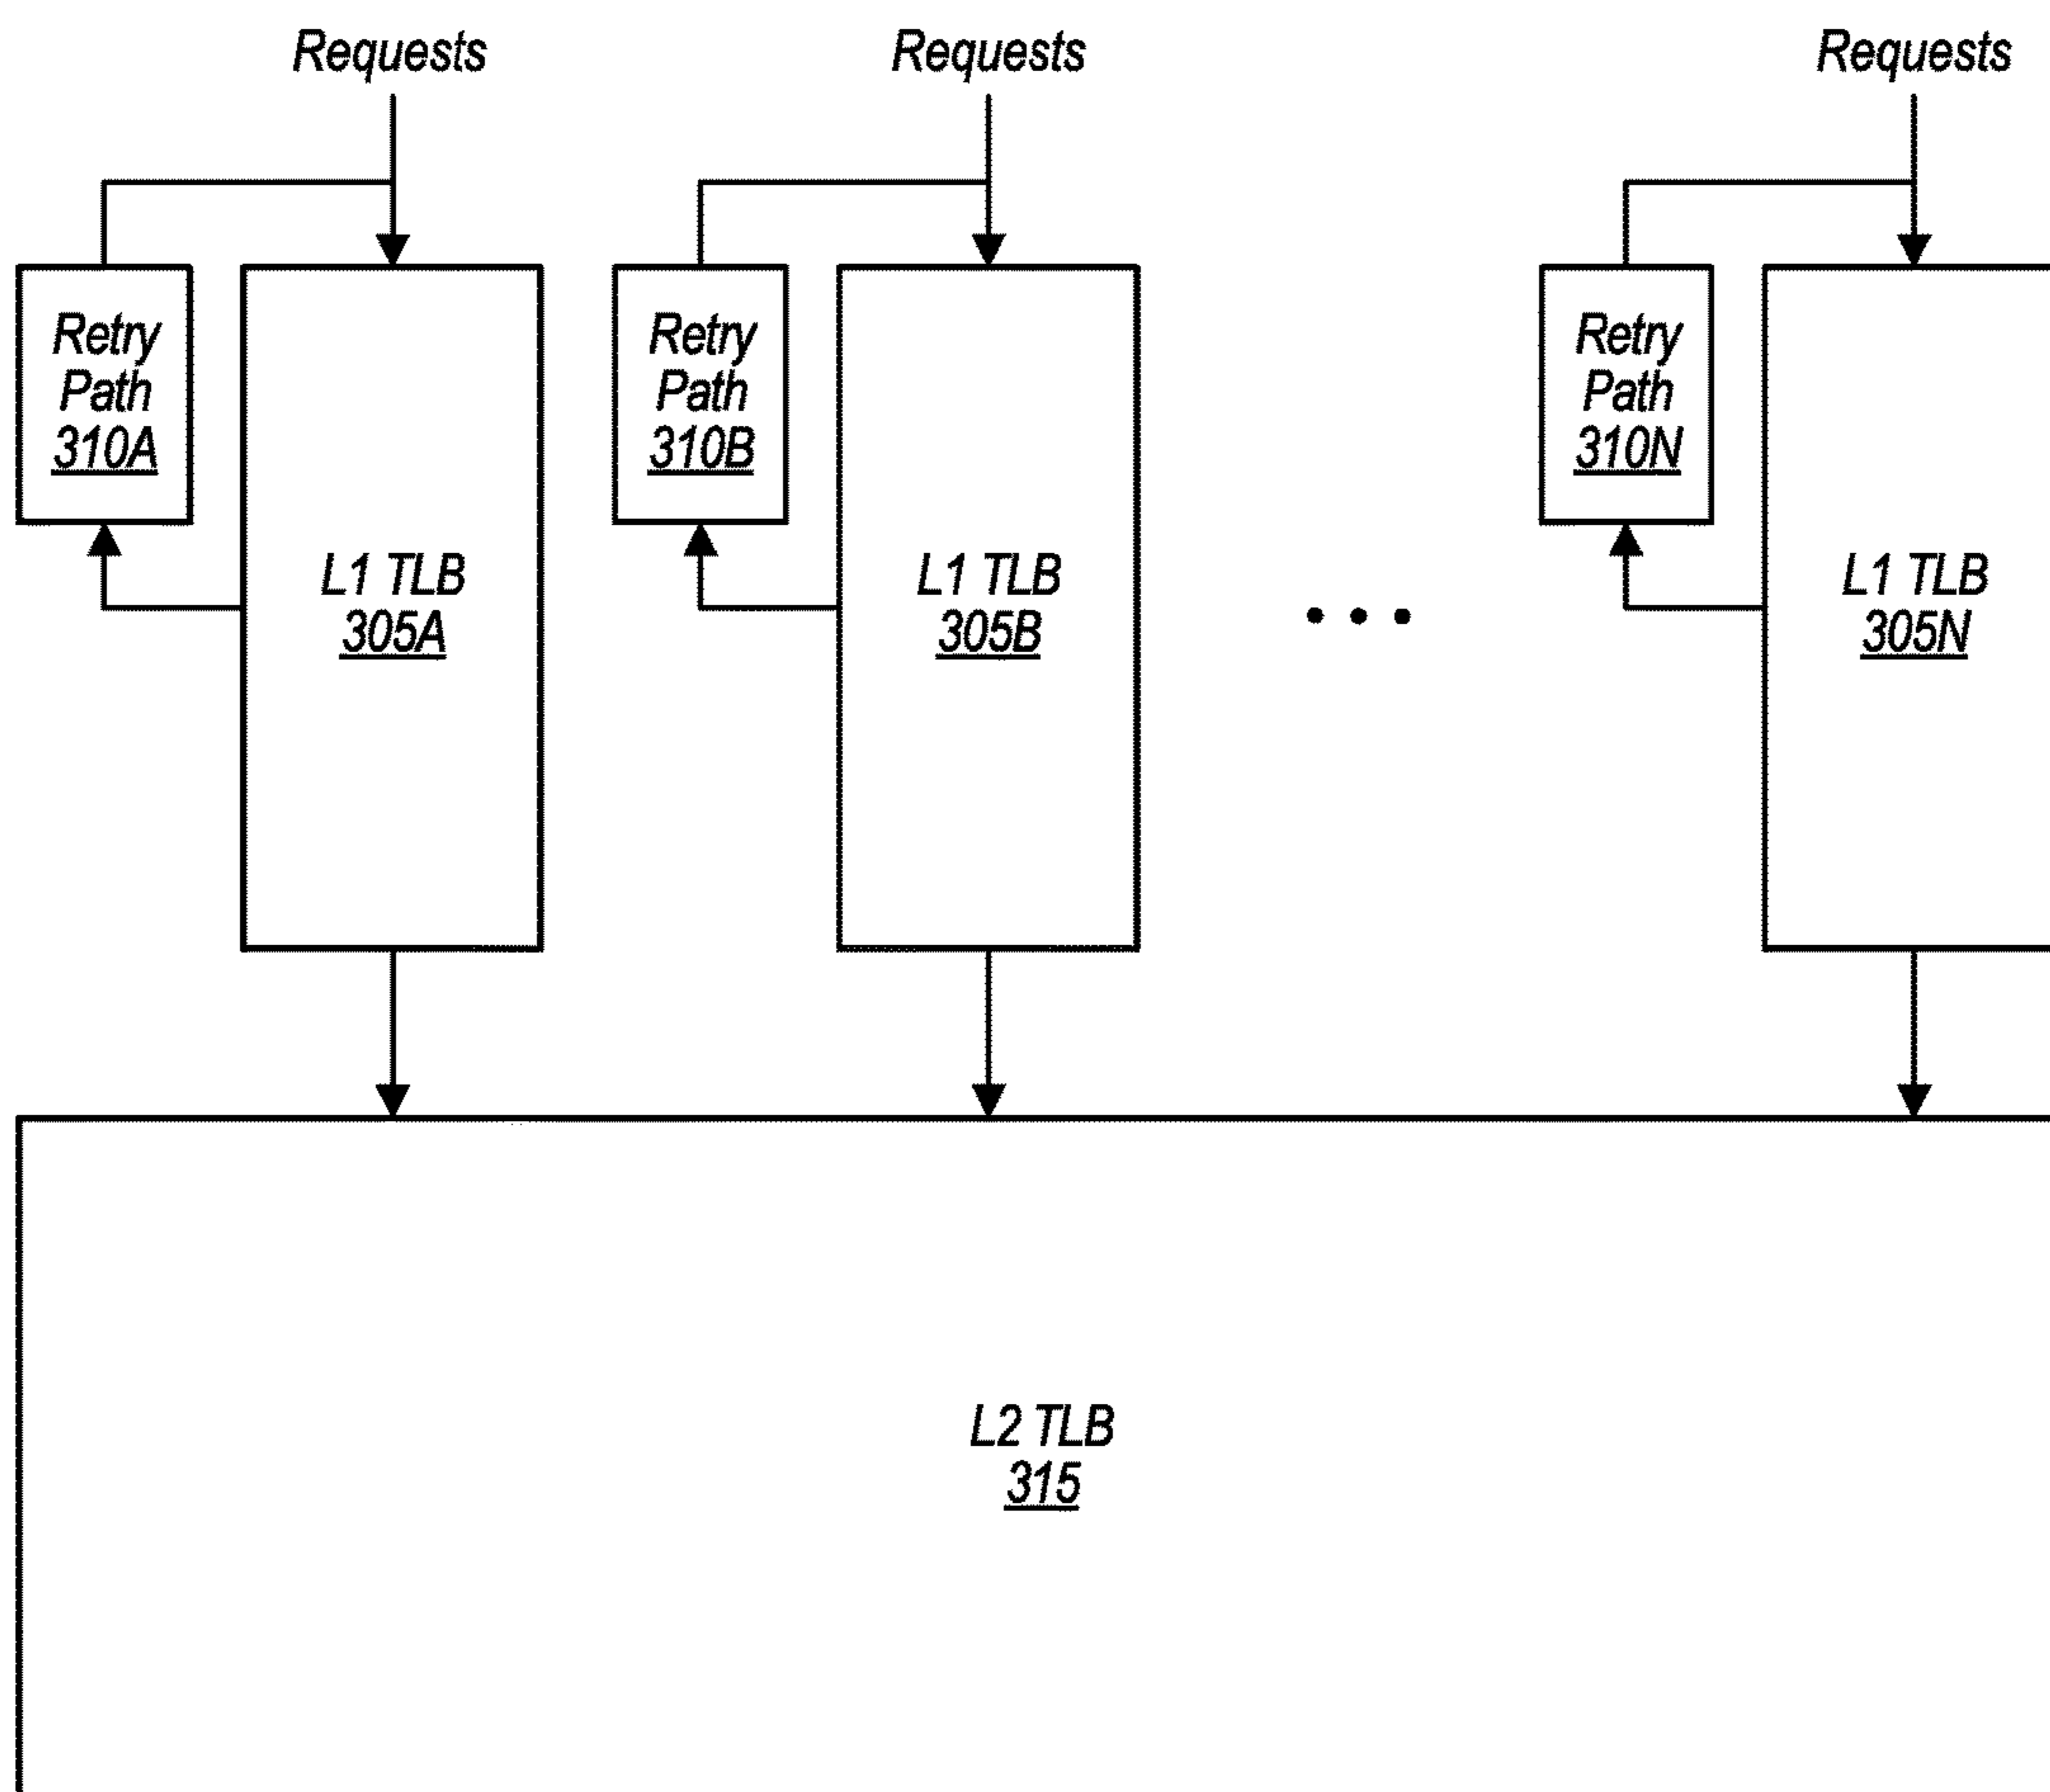 Requests
Requests
Requests
Retry
Path
310A
L1 TLB
305A
Retry
Path
310B
L1 TLB
305B
• • •
Retry
Path
310N
L1 TLB
305N
L2 TLB
315